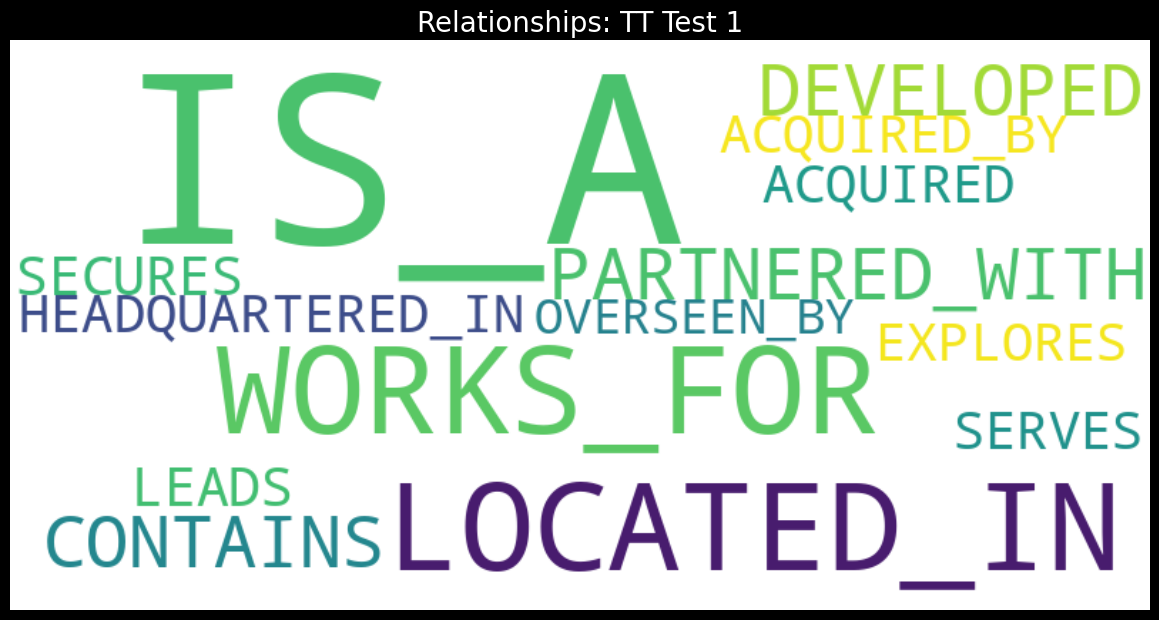 Relationships: TT Test 1
IS_A
DEVELOPED
ACQUIRED_BY
ACQUIRED
SECURES
PARTNERED_WITH
HEADQUARTERED_IN
OVERSEEN_BY
EXPLORES
WORKS_FOR
SERVES
LEADS
CONTAINS
LOCATED_IN